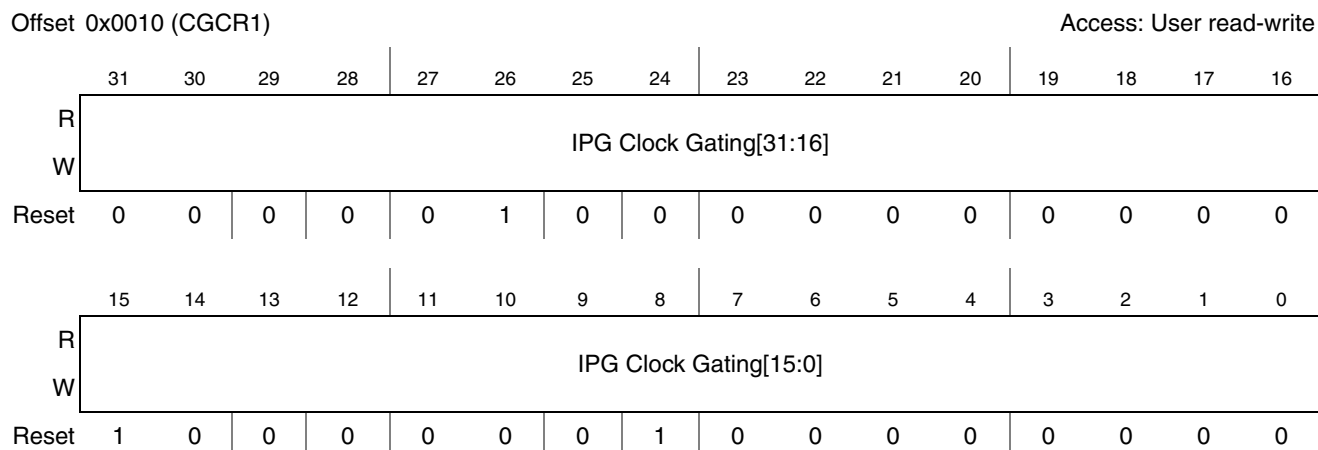 Offset 0x0010 (CGCR1) Access: User read-write
31 30 29 28 27 26 25 24 23 22 21 20 19 18 17 16
R
IPG Clock Gating[31:16]
W
Reset 0 0 0 0 0 1 0 0 0 0 0 0 0 0 0 0
15 14 13 12 11 10 9 8 7 6 5 4 3 2 1 0
R
IPG Clock Gating[15:0]
W
Reset 1 0 0 0 0 0 0 1 0 0 0 0 0 0 0 0